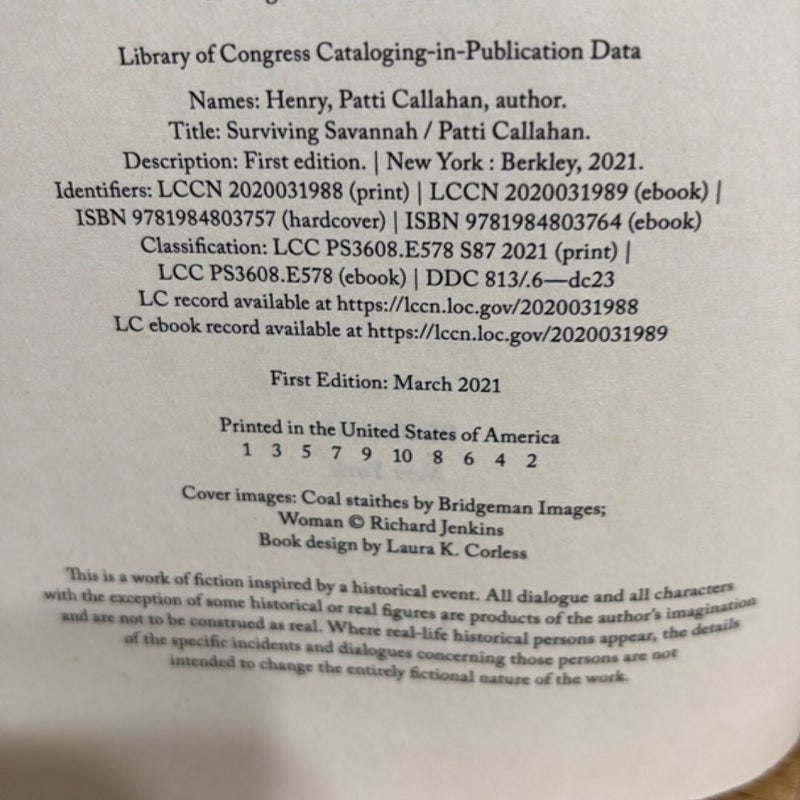 Library of Congress Cataloging-in-Publication Data
Names: Henry, Patti Callahan, author.
Title: Surviving Savannah / Patti Callahan.
Description: First edition. | New York : Berkley, 2021.
Identifiers: LCCN 2020031988 (print) | LCCN 2020031989 (ebook) |
ISBN 9781984803757 (hardcover) | ISBN 9781984803764 (ebook)
Classification: LCC PS3608.E578 S87 2021 (print) |
LCC PS3608.E578 (ebook) | DDC 813/.6—dc23
LC record available at https://lccn.loc.gov/2020031988
LC ebook record available at https://lccn.loc.gov/2020031989
First Edition: March 2021
Printed in the United States of America
1 3 5 7 9 10 8 6 4 2
Cover images: Coal staithes by Bridgeman Images;
Woman © Richard Jenkins
Book design by Laura K. Corless
This is a work of fiction inspired by a historical event. All dialogue and all characters
with the exception of some historical or real figures are products of the author's imagination
and are not to be construed as real. Where real-life historical persons appear, the details
of the specific incidents and dialogues concerning those persons are not
intended to change the entirely fictional nature of the work.